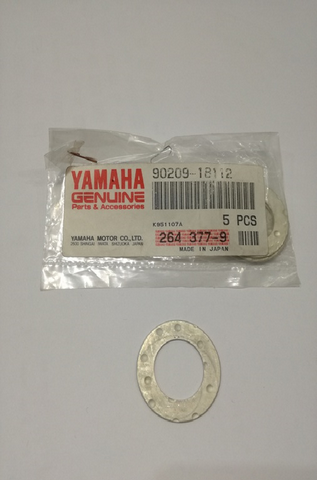 YAMAHA
GENUINE
Parts & Accessories
90209-18112
5 PCS
KW51107A
YAMAHA MOTOR CO., LTD.
264 377-9
MADE IN JAPAN